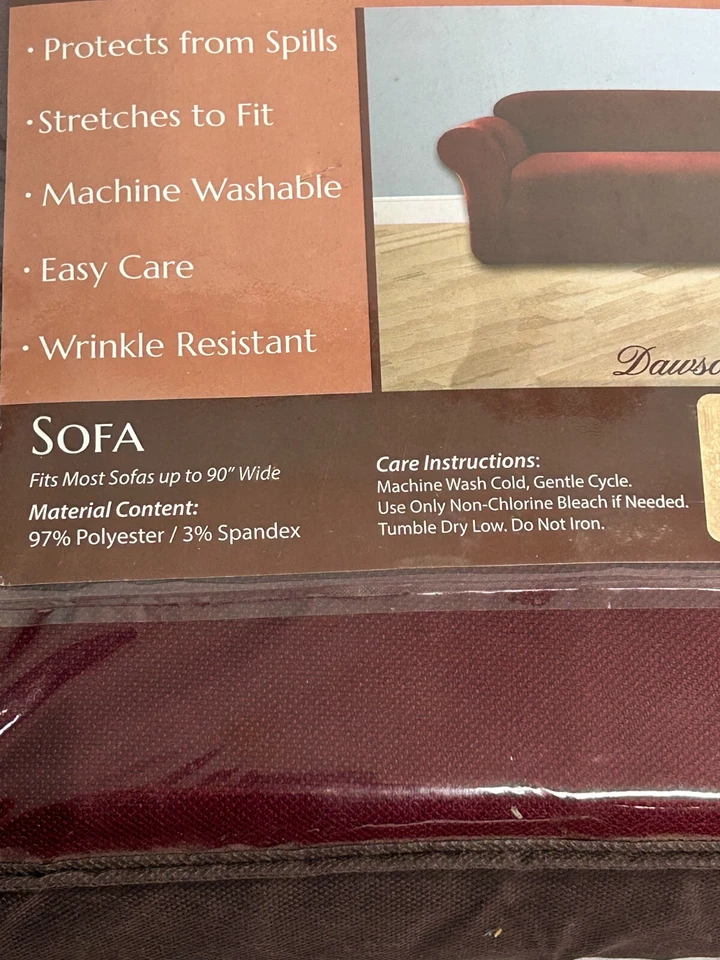 · Protects from Spills
· Stretches to Fit
· Machine Washable
· Easy Care
· Wrinkle Resistant
SOFA
Fits Most Sofas up to 90” Wide
Material Content:
97% Polyester / 3% Spandex
Care Instructions:
Machine Wash Cold, Gentle Cycle.
Use Only Non-Chlorine Bleach if Needed.
Tumble Dry Low. Do Not Iron.